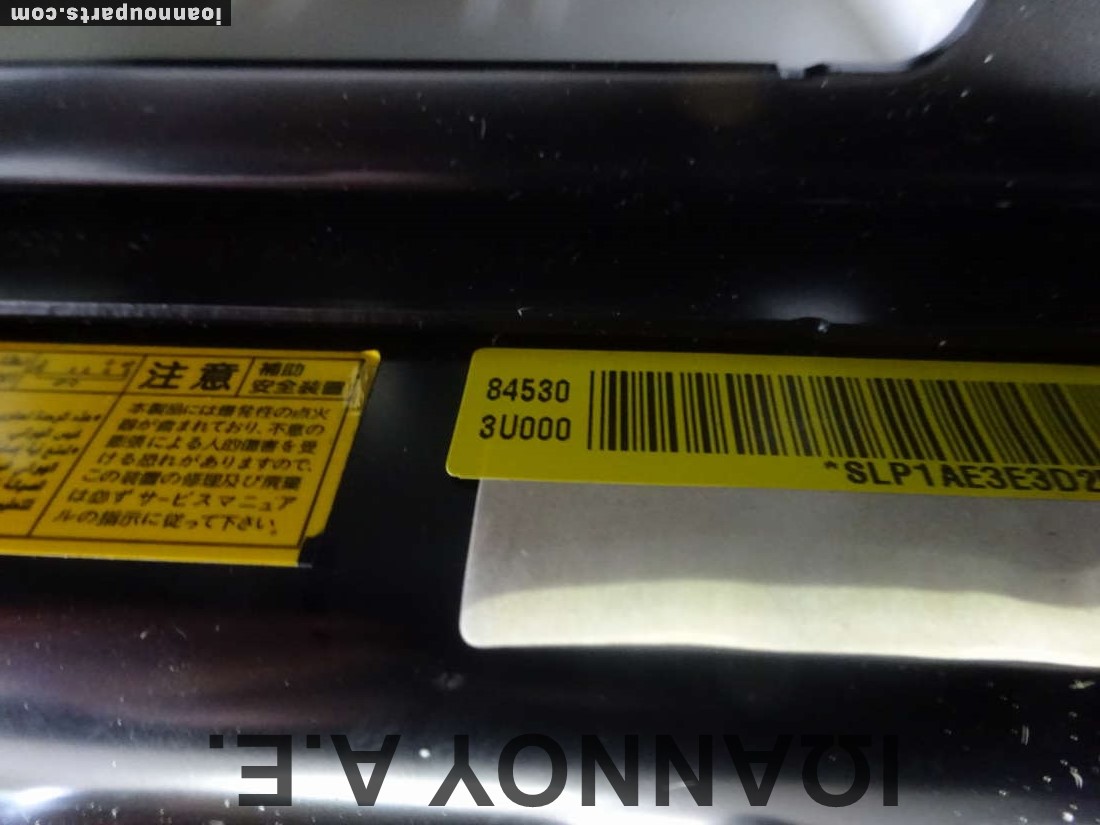 ioannouparts.com
注意
補助
安全装置
本製品には爆発性の点火
器が含まれており、不意の
膨張による人的傷害を受
ける恐れがありますので、
この装置の修理及び廃棄
は必ずサービスマニュア
ルの指示に従って下さい。
84530
3U000
*SLP1AE3E3D2
ΙΩΑΝΝΟΥ Α.Ε.